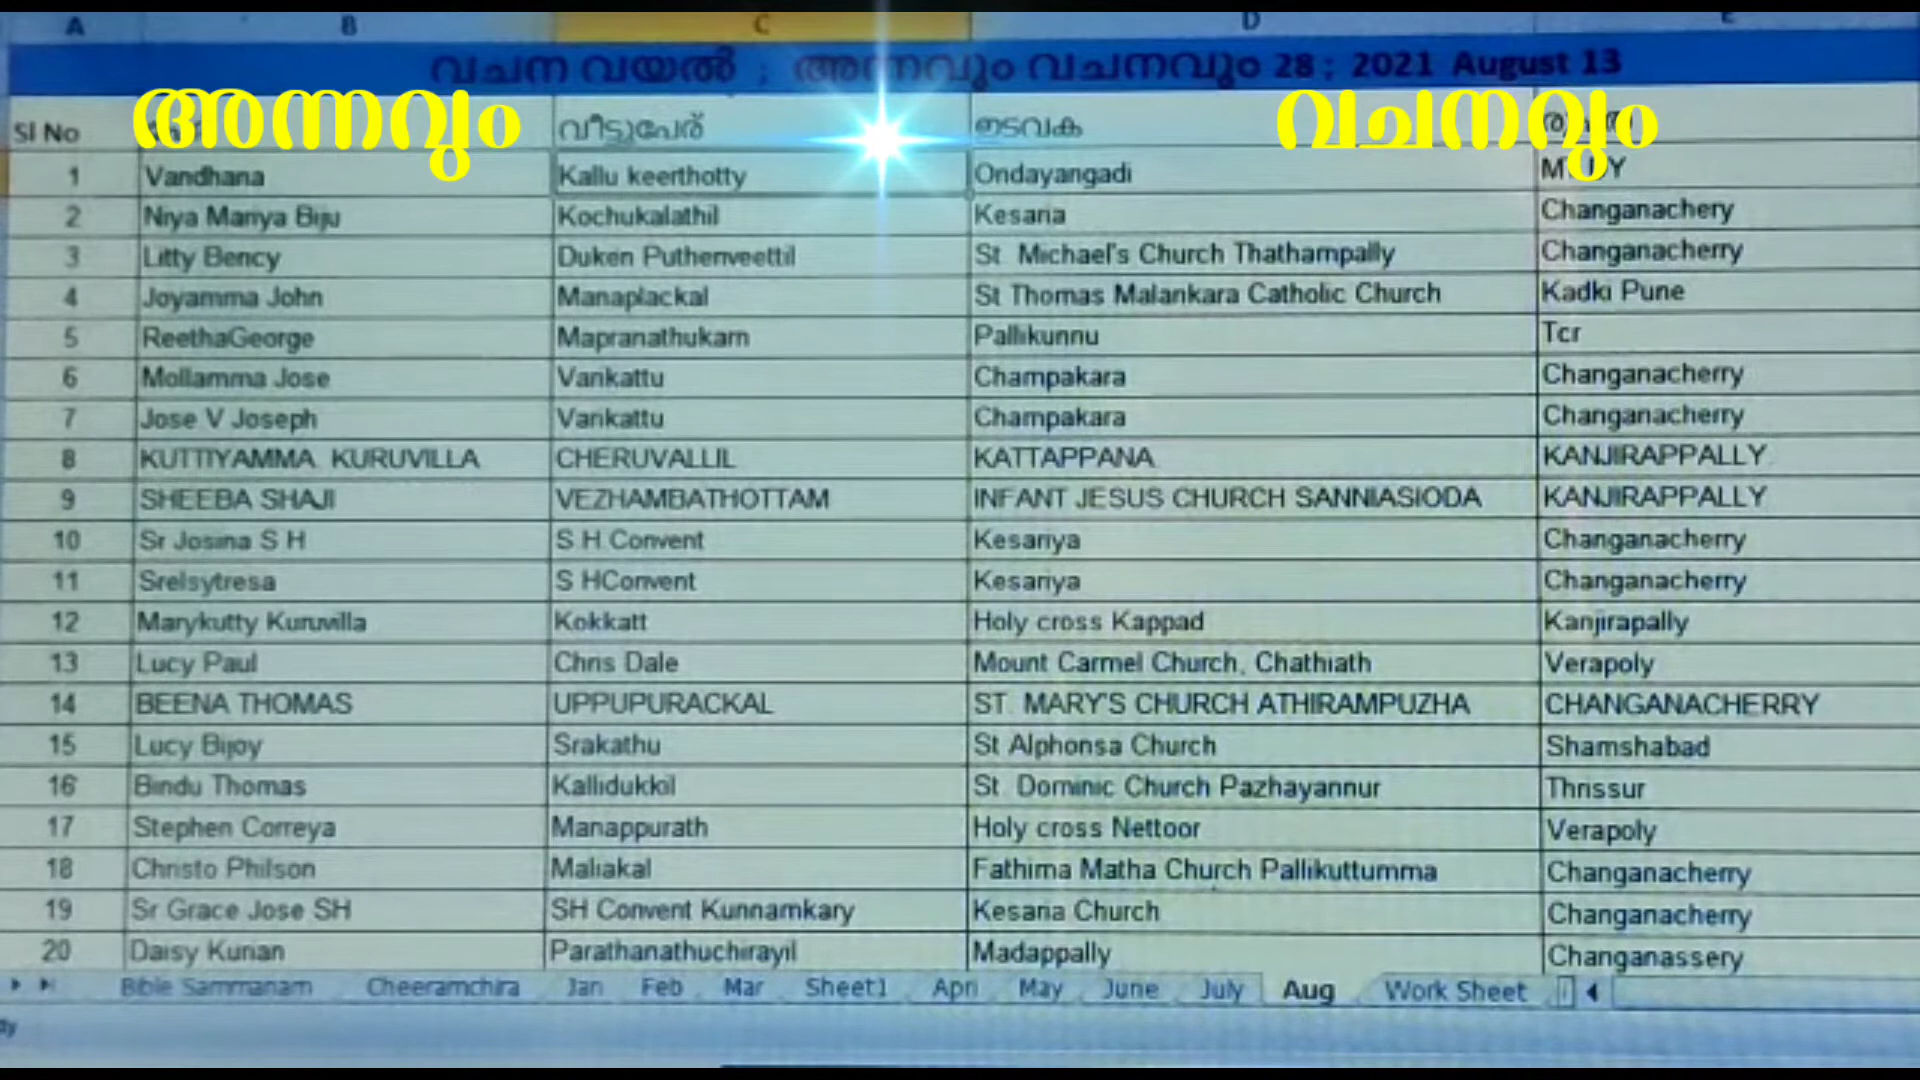 A B C D E
വചന വയൽ ; അന്നവും വചനവും 28 ; 2021 August 13
അന്നവും വചനവും
Sl No വീട്ടുപേര് ഇടവക
1 Vandhana Kallu keerthotty Ondayangadi
2 Niya Mariya Biju Kochukalathil Kesaria Changanachery
3 Litty Bency Duken Puthenveettil St Michael's Church Thathampally Changanacherry
4 Joyamma John Manaplackal St Thomas Malankara Catholic Church Kadki Pune
5 ReethaGeorge Mapranathukam Pallikunnu Tcr
6 Mollamma Jose Vankattu Champakara Changanacherry
7 Jose V Joseph Vankattu Champakara Changanacherry
8 KUTTIYAMMA KURUVILLA CHERUVALLIL KATTAPPANA KANJIRAPPALLY
9 SHEEBA SHAJI VEZHAMBATHOTTAM INFANT JESUS CHURCH SANNIASIODA KANJIRAPPALLY
10 Sr Josina S H S H Convent Kesariya Changanacherry
11 Srelsytresa S HConvent Kesariya Changanacherry
12 Marykutty Kuruvilla Kokkatt Holy cross Kappad Kanjirapally
13 Lucy Paul Chris Dale Mount Carmel Church, Chathiath Verapoly
14 BEENA THOMAS UPPUPURACKAL ST. MARY'S CHURCH ATHIRAMPUZHA CHANGANACHERRY
15 Lucy Bijoy Srakathu St Alphonsa Church Shamshabad
16 Bindu Thomas Kallidukkil St Dominic Church Pazhayannur Thrissur
17 Stephen Correya Manappurath Holy cross Nettoor Verapoly
18 Christo Philson Maliakal Fathima Matha Church Pallikuttumma Changanacherry
19 Sr Grace Jose SH SH Convent Kunnamkary Kesaria Church Changanacherry
20 Daisy Kurian Parathanathuchirayil Madappally Changanassery
Bible Sammanam Cheeramchira Jan Feb Mar Sheet1 Apri May June July Aug Work Sheet